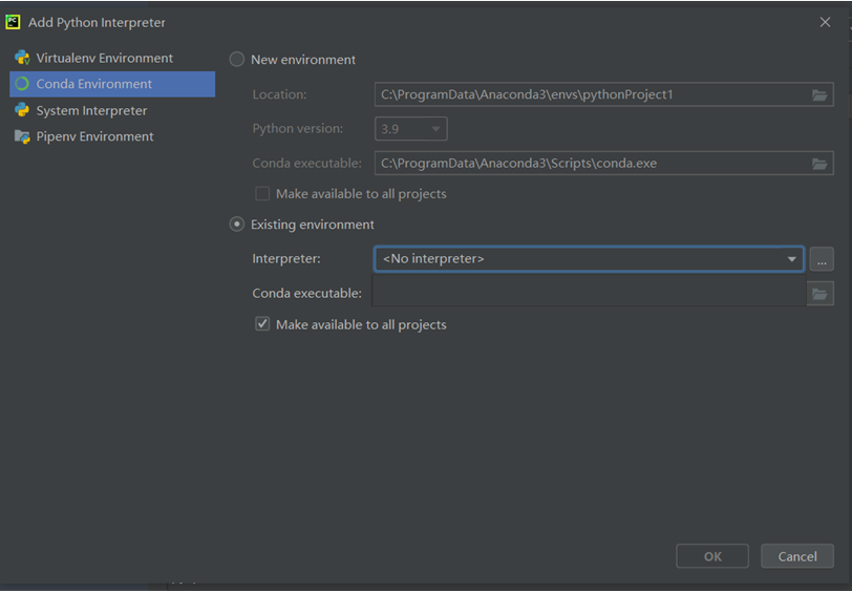 Add Python Interpreter
Virtualenv Environment
Conda Environment
System Interpreter
Pipenv Environment
New environment
Location: C:\ProgramData\Anaconda3\envs\pythonProject1
Python version: 3.9
Conda executable: C:\ProgramData\Anaconda3\Scripts\conda.exe
Make available to all projects
Existing environment
Interpreter: <No interpreter> ...
Conda executable:
Make available to all projects
OK Cancel